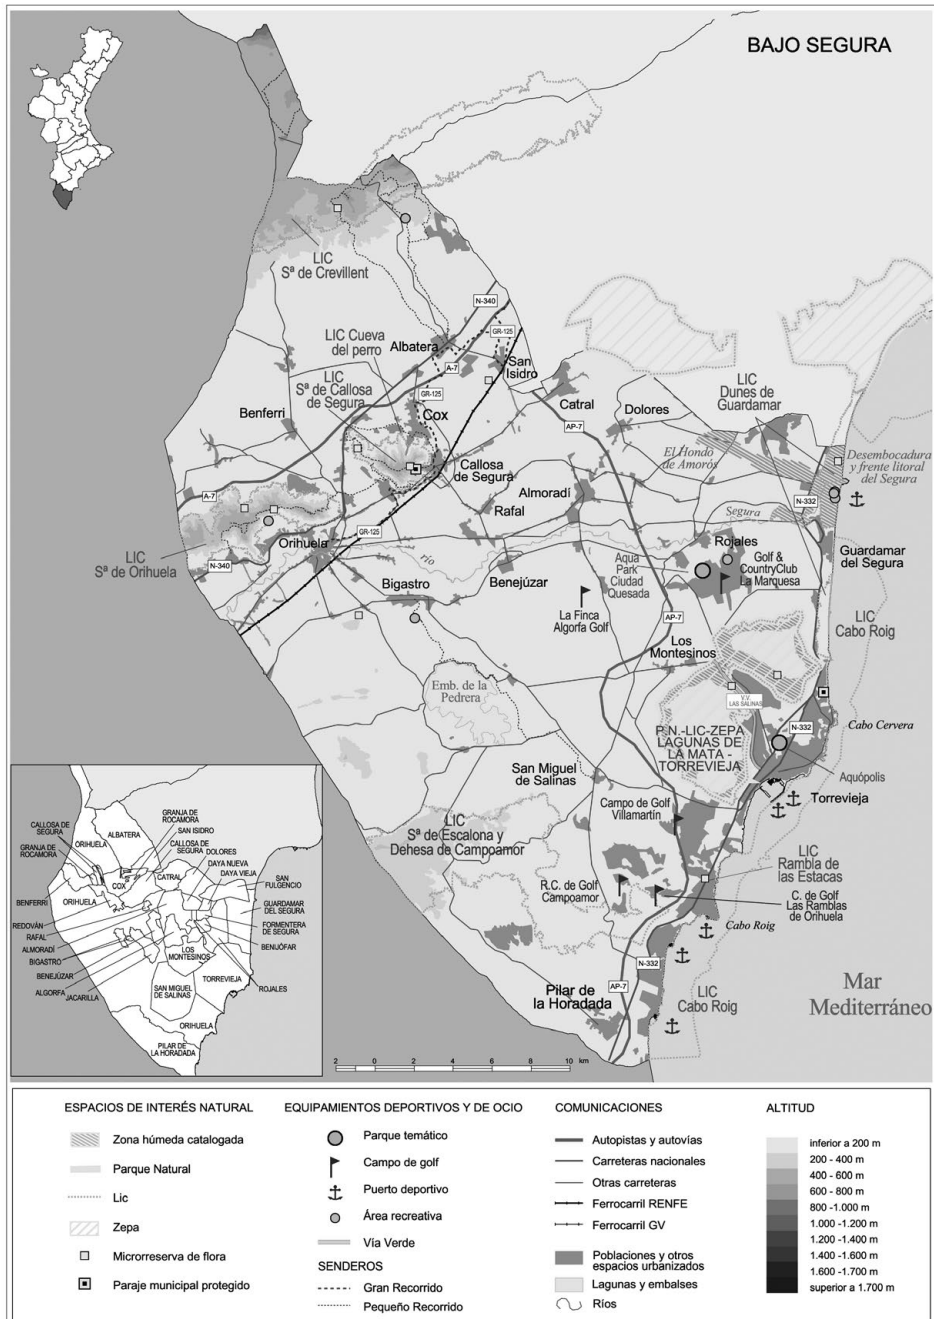 BAJO SEGURA
LIC
Sª de Crevillent
N-340
GR-125
LIC Cueva
del perro
Albatera
A-7
San
Isidro
LIC
Sª de Callosa
de Segura
GR-125
Benferri
Cox
Catral
AP-7
Dolores
LIC
Dunes de
Guardamar
El Hondo
de Amorós
Desembocadura
y frente litoral
del Segura
Callosa
de Segura
A-7
Almoradí
N-332
Rafal
Segura
GR-125
Orihuela
LIC
Sª de Orihuela
N-340
río
Bigastro
Benejúzar
Aqua
Park
Ciudad
Quesada
Rojales
Golf &
CountryClub
La Marquesa
Guardamar
del Segura
La Finca
Algorfa Golf
AP-7
LIC
Cabo Roig
Los
Montesinos
Emb. de la
Pedrera
V.V.
LAS SALINAS
P.N.-LIC-ZEPA
LAGUNAS DE
LA MATA -
TORREVIEJA
N-332
Cabo Cervera
San Miguel
de Salinas
Aquópolis
Torrevieja
Campo de Golf
Villamartín
LIC
Sª de Escalona y
Dehesa de Campoamor
LIC
Rambla de
las Estacas
R.C. de Golf
Campoamor
C. de Golf
Las Ramblas
de Orihuela
Cabo Roig
N-332
AP-7
Pilar de
la Horadada
LIC
Cabo Roig
Mar
Mediterráneo
GRANJA DE
ROCAMORA
CALLOSA DE
SEGURA
ALBATERA
SAN ISIDRO
ORIHUELA
CALLOSA DE
SEGURA
GRANJA DE
ROCAMORA
DOLORES
DAYA NUEVA
COX
CATRAL
DAYA VIEJA
SAN
FULGENCIO
BENFERRI
ORIHUELA
GUARDAMAR
DEL SEGURA
REDOVÁN
RAFAL
FORMENTERA
DE SEGURA
ALMORADÍ
BENIJÓFAR
BIGASTRO
LOS
MONTESINOS
BENEJÚZAR
TORREVIEJA
ALGORFA
JACARILLA
SAN MIGUEL
DE SALINAS
ROJALES
ORIHUELA
PILAR DE
LA HORADADA
2 0 2 4 6 8 10 km
ESPACIOS DE INTERÉS NATURAL
Zona húmeda catalogada
Parque Natural
Lic
Zepa
Microrreserva de flora
Paraje municipal protegido
EQUIPAMIENTOS DEPORTIVOS Y DE OCIO
Parque temático
Campo de golf
Puerto deportivo
Área recreativa
Vía Verde
SENDEROS
Gran Recorrido
Pequeño Recorrido
COMUNICACIONES
Autopistas y autovías
Carreteras nacionales
Otras carreteras
Ferrocarril RENFE
Ferrocarril GV
Poblaciones y otros
espacios urbanizados
Lagunas y embalses
Ríos
ALTITUD
inferior a 200 m
200 - 400 m
400 - 600 m
600 - 800 m
800 -1.000 m
1.000 -1.200 m
1.200 -1.400 m
1.400 -1.600 m
1.600 -1.700 m
superior a 1.700 m